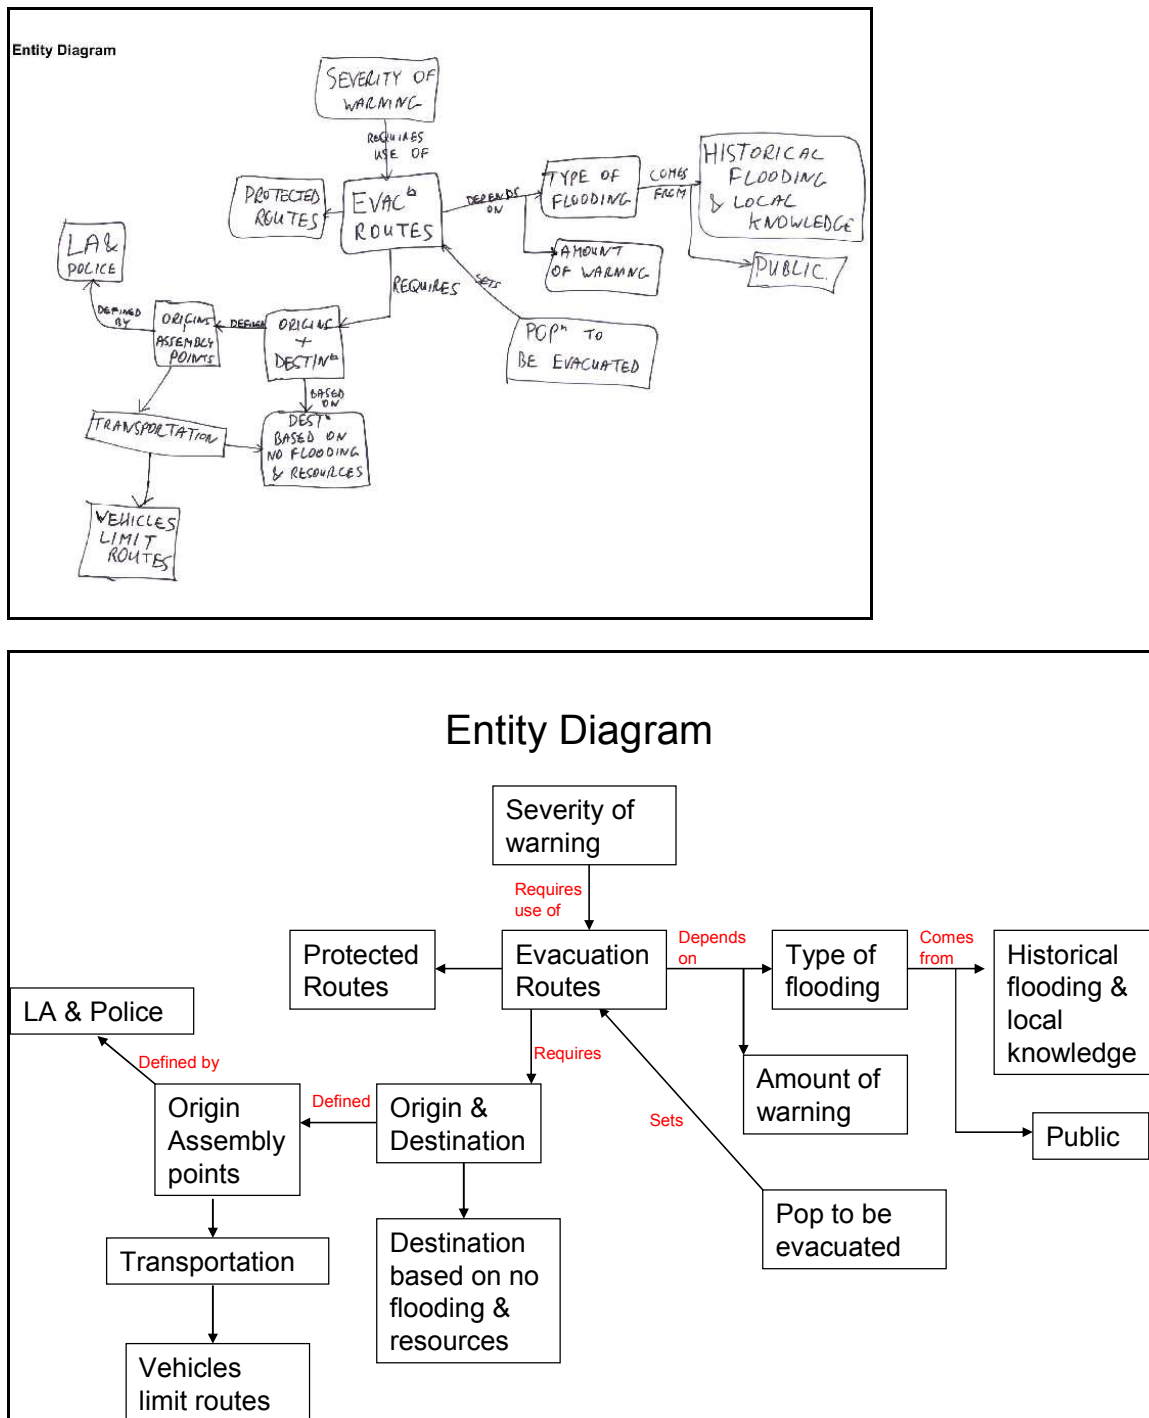 Entity Diagram
SEVERITY OF
WARNING
REQUIRES
USE OF
PROTECTED
ROUTES
EVACⁿ
ROUTES
DEPENDS
ON
TYPE OF
FLOODING
COMES
FROM
HISTORICAL
FLOODING
& LOCAL
KNOWLEDGE
AMOUNT
OF WARNING
PUBLIC.
LA&
POLICE
DEFINED
BY
ORIGINS
ASSEMBLY
POINTS
DEFINED
ORIGINS
+
DESTINⁿ
REQUIRES
SETS
POPⁿ TO
BE EVACUATED
BASED
ON
TRANSPORTATION
DESTⁿ
BASED ON
NO FLOODING
& RESOURCES
VEHICLES
LIMIT
ROUTES
Entity Diagram
Severity of
warning
Requires
use of
Protected
Routes
Evacuation
Routes
Depends
on
Type of
flooding
Comes
from
Historical
flooding &
local
knowledge
LA & Police
Defined by
Requires
Amount of
warning
Origin
Assembly
points
Defined
Origin &
Destination
Sets
Public
Pop to be
evacuated
Transportation
Destination
based on no
flooding &
resources
Vehicles
limit routes